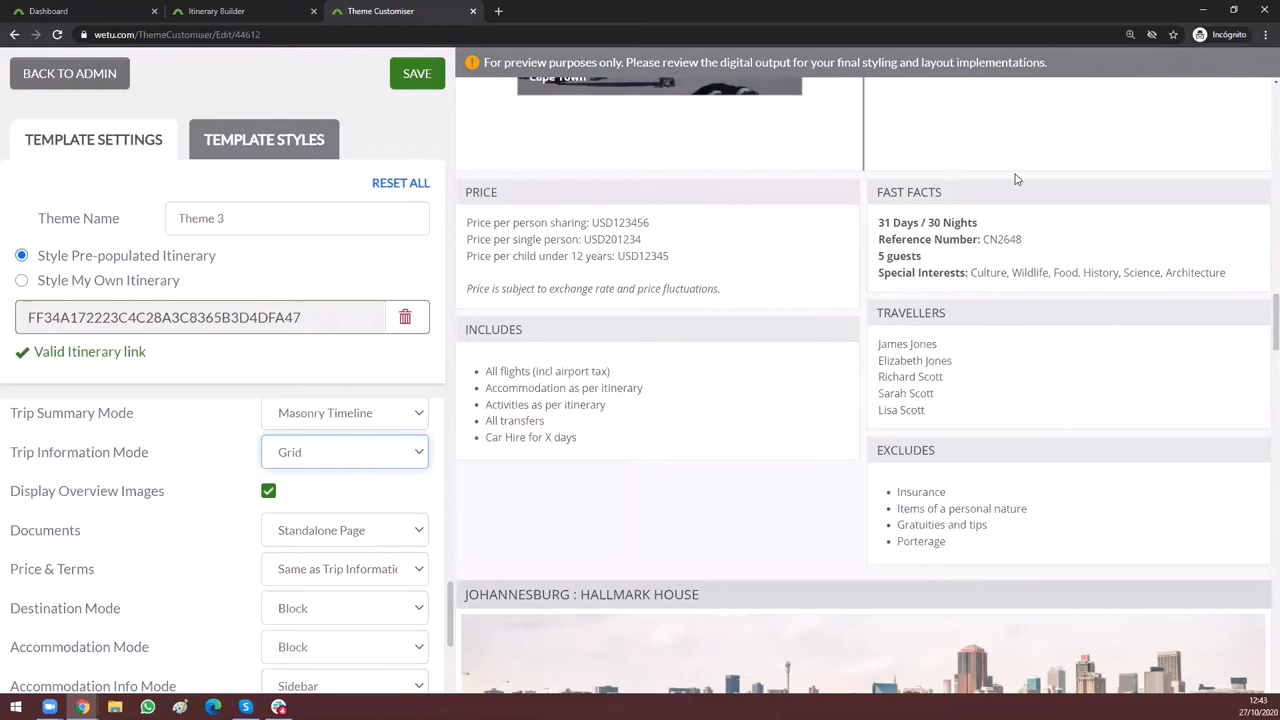 Dashboard
Itinerary Builder
Theme Customiser
wetu.com/ThemeCustomiser/Edit/44612
Incógnito
BACK TO ADMIN
SAVE
TEMPLATE SETTINGS
TEMPLATE STYLES
RESET ALL
Theme Name
Theme 3
Style Pre-populated Itinerary
Style My Own Itinerary
FF34A172223C4C28A3C8365B3D4DFA47
Valid Itinerary link
Trip Summary Mode
Masonry Timeline
Trip Information Mode
Grid
Display Overview Images
Documents
Standalone Page
Price & Terms
Same as Trip Informatic
Destination Mode
Block
Accommodation Mode
Block
Accommodation Info Mode
Sidebar
For preview purposes only. Please review the digital output for your final styling and layout implementations.
Cape Town
PRICE
Price per person sharing: USD123456
Price per single person: USD201234
Price per child under 12 years: USD12345
Price is subject to exchange rate and price fluctuations.
INCLUDES
All flights (incl airport tax)
Accommodation as per itinerary
Activities as per itinerary
All transfers
Car Hire for X days
FAST FACTS
31 Days / 30 Nights
Reference Number: CN2648
5 guests
Special Interests: Culture, Wildlife, Food, History, Science, Architecture
TRAVELLERS
James Jones
Elizabeth Jones
Richard Scott
Sarah Scott
Lisa Scott
EXCLUDES
Insurance
Items of a personal nature
Gratuities and tips
Porterage
JOHANNESBURG : HALLMARK HOUSE
12:43
27/10/2020